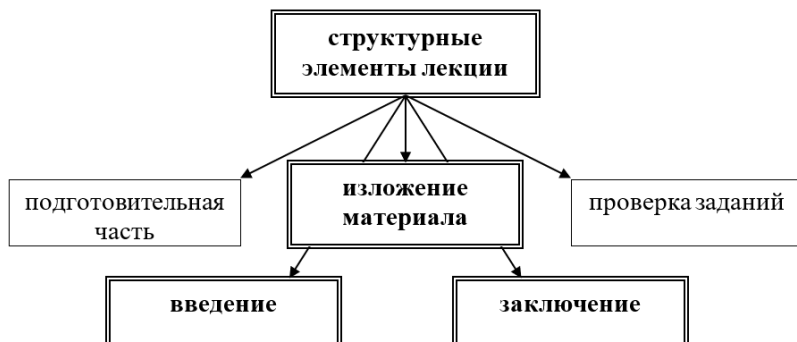 структурные
элементы лекции
подготовительная
часть
изложение
материала
проверка заданий
введение
заключение